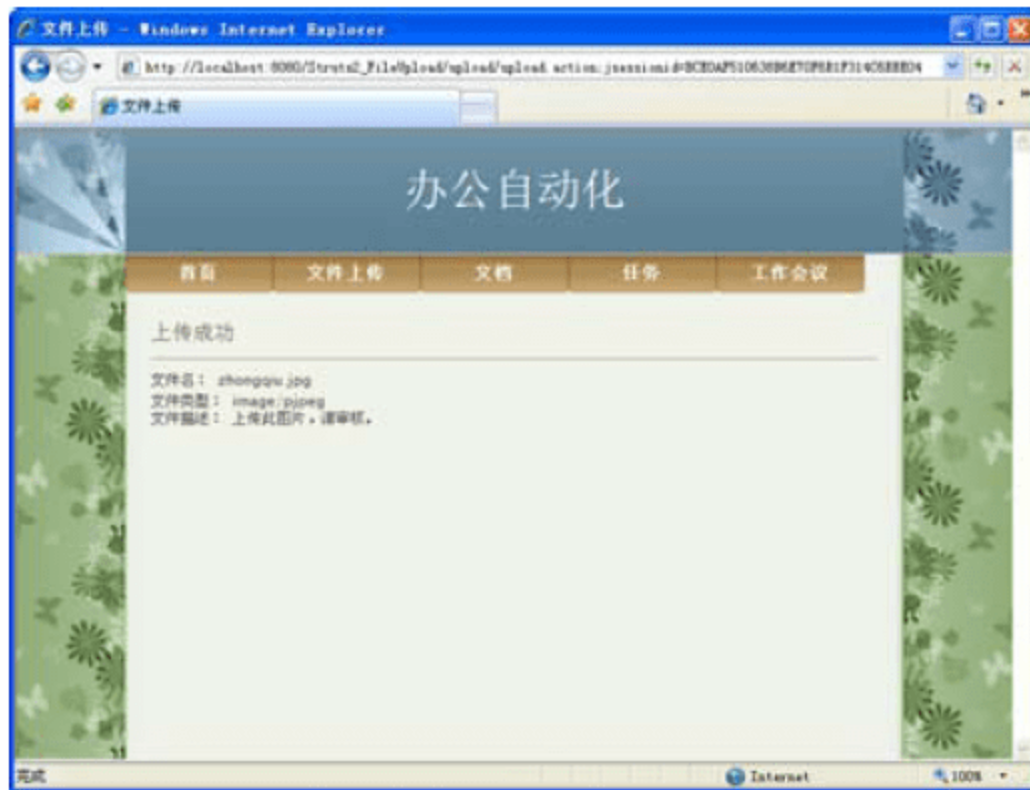 文件上传 - Windows Internet Explorer
文件上传
办公自动化
首页 文件上传 文档 任务 工作会议
上传成功
文件名： zhongqiu.jpg
文件类型： image/pjpeg
文件描述： 上传此图片，请审核。
完成 Internet 100%